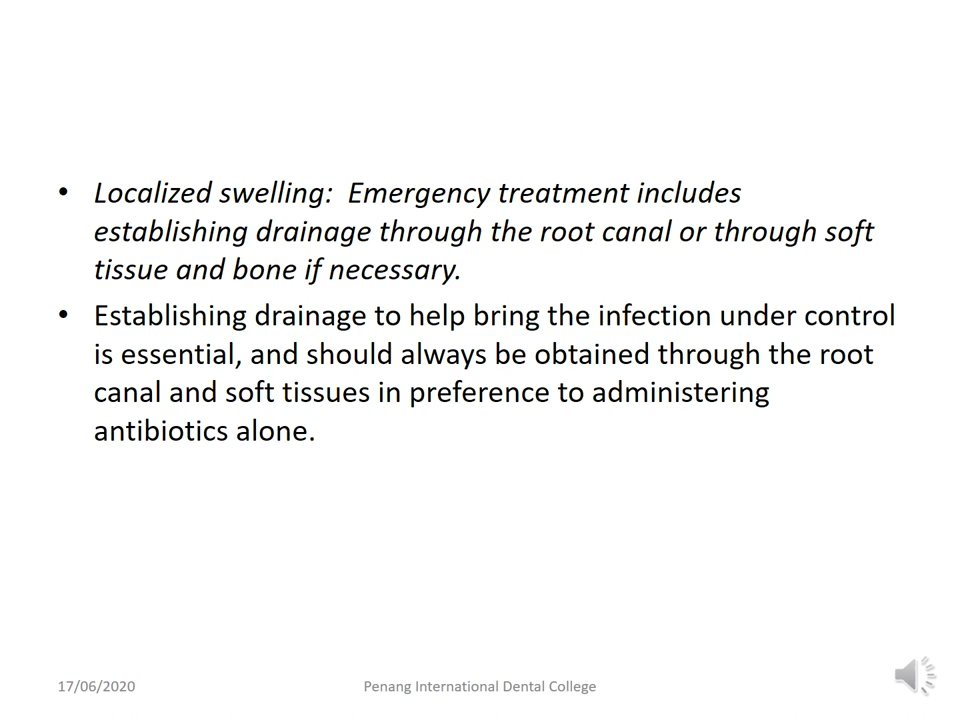 • Localized swelling:  Emergency treatment includes
establishing drainage through the root canal or through soft
tissue and bone if necessary.
• Establishing drainage to help bring the infection under control
is essential, and should always be obtained through the root
canal and soft tissues in preference to administering
antibiotics alone.
17/06/2020
Penang International Dental College